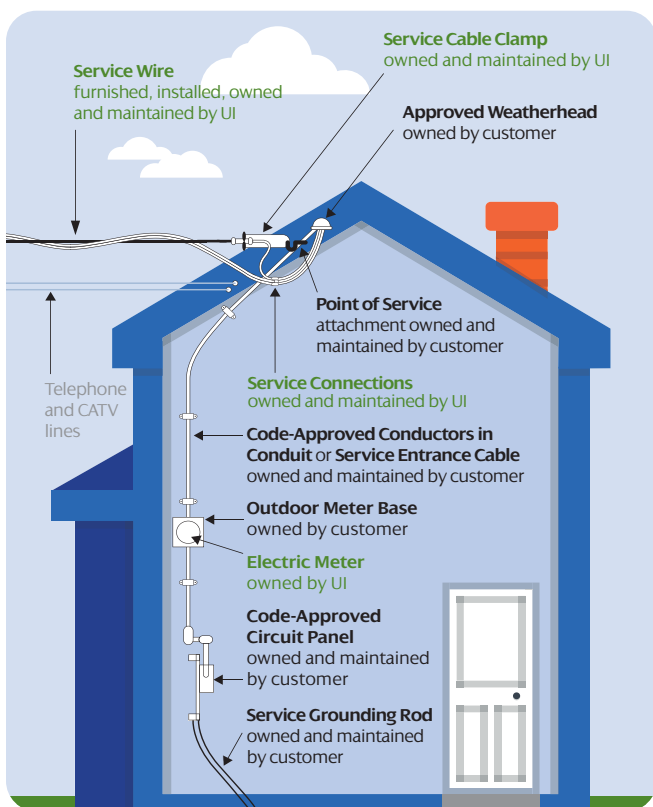 Service Cable Clamp
owned and maintained by UI
Service Wire
furnished, installed, owned
and maintained by UI
Approved Weatherhead
owned by customer
Point of Service
attachment owned and
maintained by customer
Telephone
and CATV
lines
Service Connections
owned and maintained by UI
Code-Approved Conductors in
Conduit or Service Entrance Cable
owned and maintained by customer
Outdoor Meter Base
owned by customer
Electric Meter
owned by UI
Code-Approved
Circuit Panel
owned and maintained
by customer
Service Grounding Rod
owned and maintained
by customer